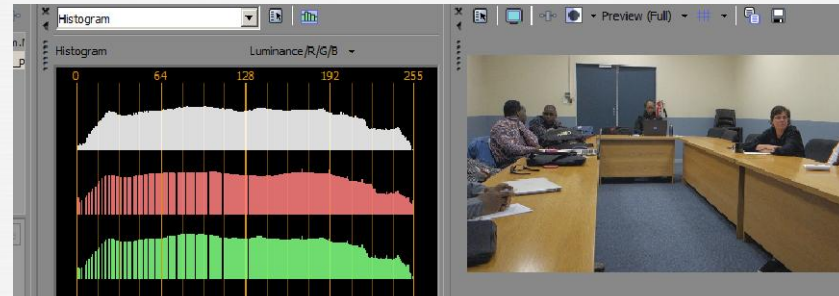 Histogram
Preview (Full)
Histogram
Luminance/R/G/B
0 64 128 192 255